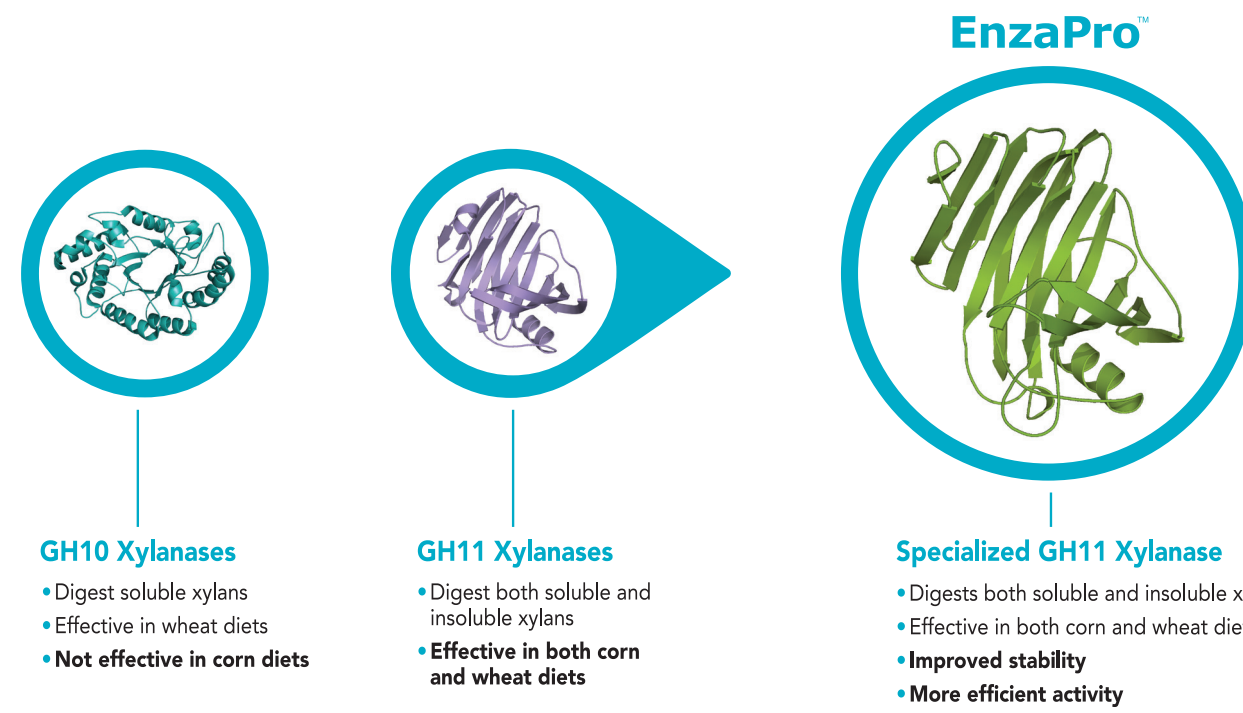 EnzaPro™
GH10 Xylanases
• Digest soluble xylans
• Effective in wheat diets
• Not effective in corn diets
GH11 Xylanases
• Digest both soluble and
insoluble xylans
• Effective in both corn
and wheat diets
Specialized GH11 Xylanase
• Digests both soluble and insoluble
• Effective in both corn and wheat
• Improved stability
• More efficient activity